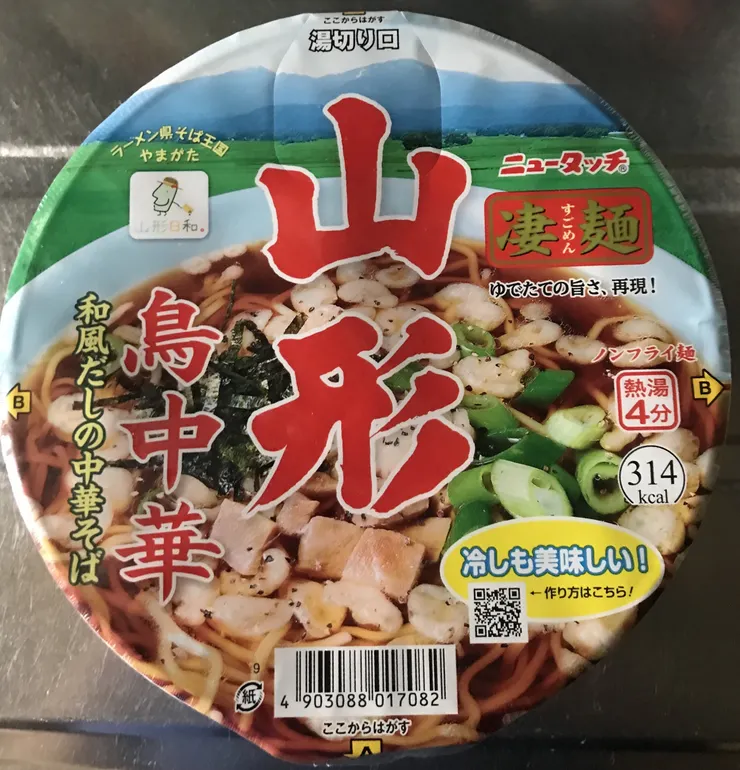 ここからはがす
湯切り口
ラーメン県そば王国
やまがた
山形日和。
山形
鳥中華
和風だしの中華そば
ニュータッチ®
凄麺
すごめん
ゆでたての旨さ、再現！
ノンフライ麺
熱湯
4分
B
B
314
kcal
冷しも美味しい！
←作り方はこちら！
9
紙
4 903088 017082
ここからはがす
A